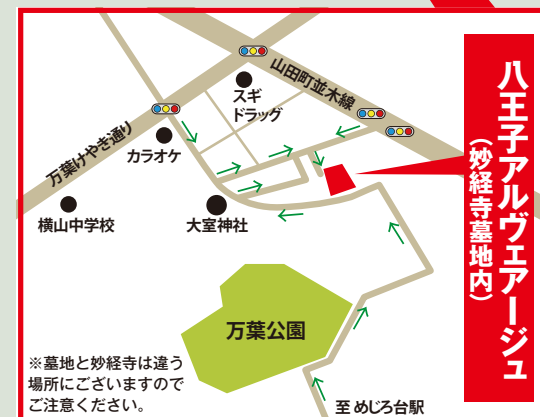 山田町並木線
スギ
ドラッグ
万葉けやき通り
カラオケ
横山中学校
大室神社
万葉公園
至めじろ台駅
※墓地と妙経寺は違う
場所にございますので
ご注意ください。
八王子アルヴェアージュ
（妙経寺墓地内）